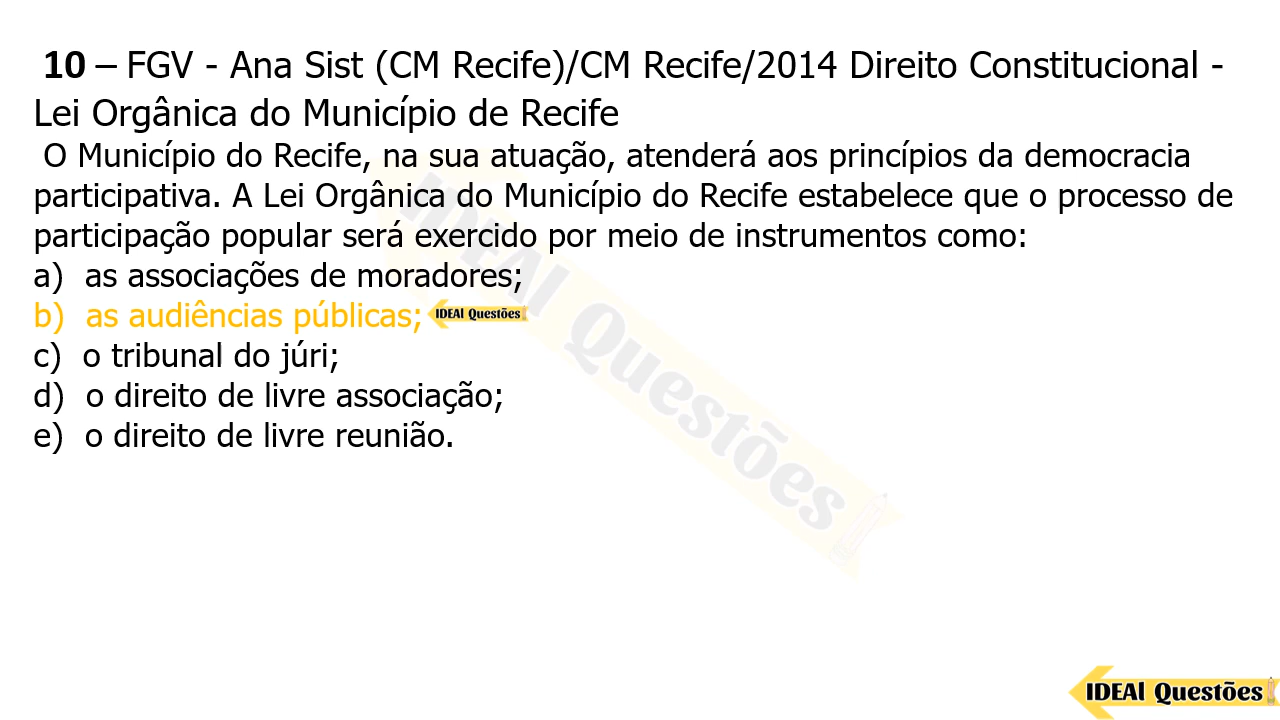 10 – FGV - Ana Sist (CM Recife)/CM Recife/2014 Direito Constitucional -
Lei Orgânica do Município de Recife
O Município do Recife, na sua atuação, atenderá aos princípios da democracia
participativa. A Lei Orgânica do Município do Recife estabelece que o processo de
participação popular será exercido por meio de instrumentos como:
a) as associações de moradores;
b) as audiências públicas; IDEAl Questões
c) o tribunal do júri;
d) o direito de livre associação;
e) o direito de livre reunião.
IDEAl Questões
IDEAl Questões